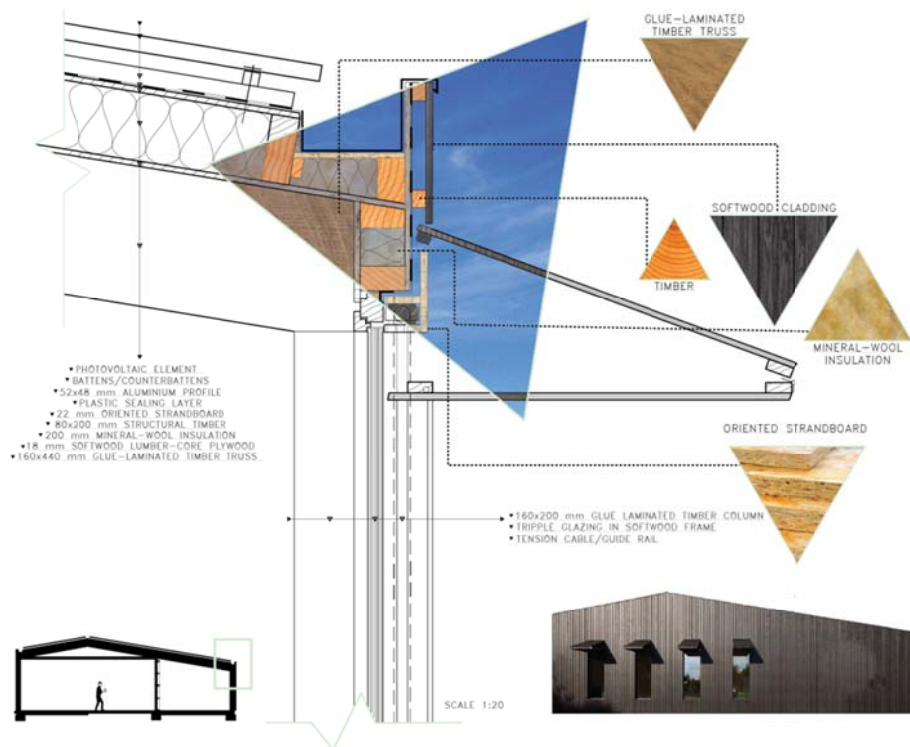 GLUE-LAMINATED
TIMBER TRUSS
SOFTWOOD CLADDING
TIMBER
MINERAL-WOOL
INSULATION
▼PHOTOVOLTAIC ELEMENT
▼BATTENS/COUNTERBATTENS
▼52x48 mm ALUMINIUM PROFILE
▼PLASTIC SEALING LAYER
▼22 mm ORIENTED STRANDBOARD
▼80x200 mm STRUCTURAL TIMBER
▼200 mm MINERAL-WOOL INSULATION
▼18 mm SOFTWOOD LUMBER-CORE PLYWOOD
▼160x440 mm GLUE-LAMINATED TIMBER TRUSS
ORIENTED STRANDBOARD
▼160x200 mm GLUE LAMINATED TIMBER COLUMN
▼TRIPPLE GLAZING IN SOFTWOOD FRAME
▼TENSION CABLE/GUIDE RAIL
SCALE 1:20